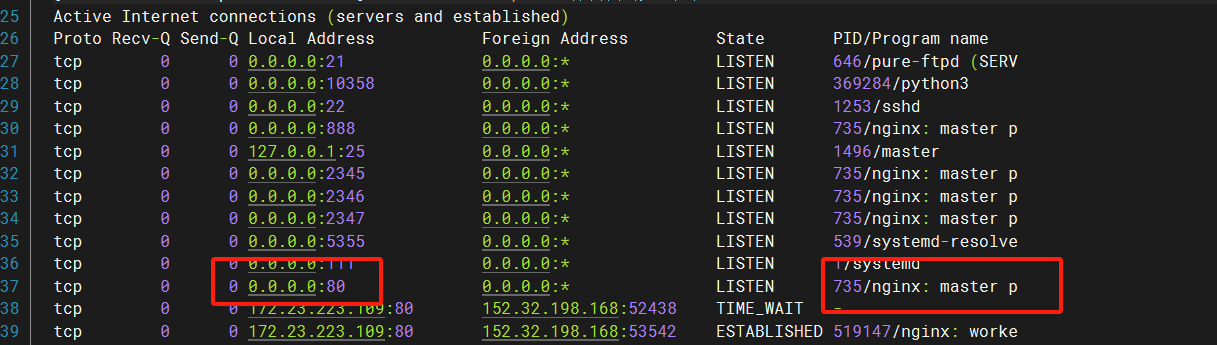 25 Active Internet connections (servers and established)
26 Proto Recv-Q Send-Q Local Address Foreign Address State PID/Program name
27 tcp 0 0 0.0.0.0:21 0.0.0.0:* LISTEN 646/pure-ftpd (SERV
28 tcp 0 0 0.0.0.0:10358 0.0.0.0:* LISTEN 369284/python3
29 tcp 0 0 0.0.0.0:22 0.0.0.0:* LISTEN 1253/sshd
30 tcp 0 0 0.0.0.0:888 0.0.0.0:* LISTEN 735/nginx: master p
31 tcp 0 0 127.0.0.1:25 0.0.0.0:* LISTEN 1496/master
32 tcp 0 0 0.0.0.0:2345 0.0.0.0:* LISTEN 735/nginx: master p
33 tcp 0 0 0.0.0.0:2346 0.0.0.0:* LISTEN 735/nginx: master p
34 tcp 0 0 0.0.0.0:2347 0.0.0.0:* LISTEN 735/nginx: master p
35 tcp 0 0 0.0.0.0:5355 0.0.0.0:* LISTEN 539/systemd-resolve
36 tcp 0 0 0.0.0.0:111 0.0.0.0:* LISTEN 1/systemd
37 tcp 0 0 0.0.0.0:80 0.0.0.0:* LISTEN 735/nginx: master p
38 tcp 0 0 172.23.223.109:80 152.32.198.168:52438 TIME_WAIT -
39 tcp 0 0 172.23.223.109:80 152.32.198.168:53542 ESTABLISHED 519147/nginx: worke